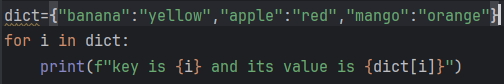 dict={"banana":"yellow","apple":"red","mango":"orange"}
for i in dict:
    print(f"key is {i} and its value is {dict[i]}")